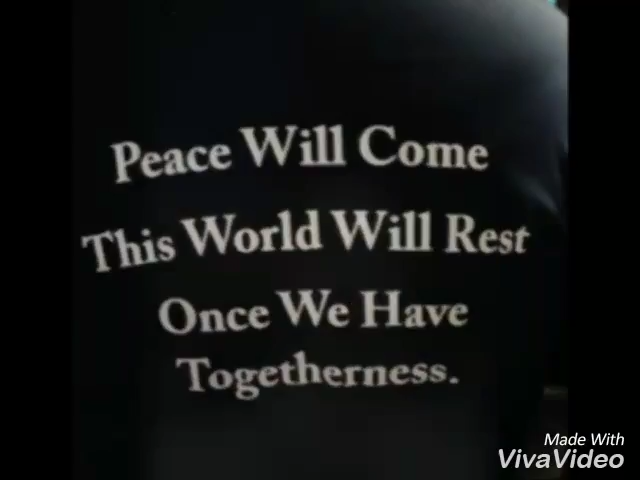 Peace Will Come
This World Will Rest
Once We Have
Togetherness.
Made With
VivaVideo